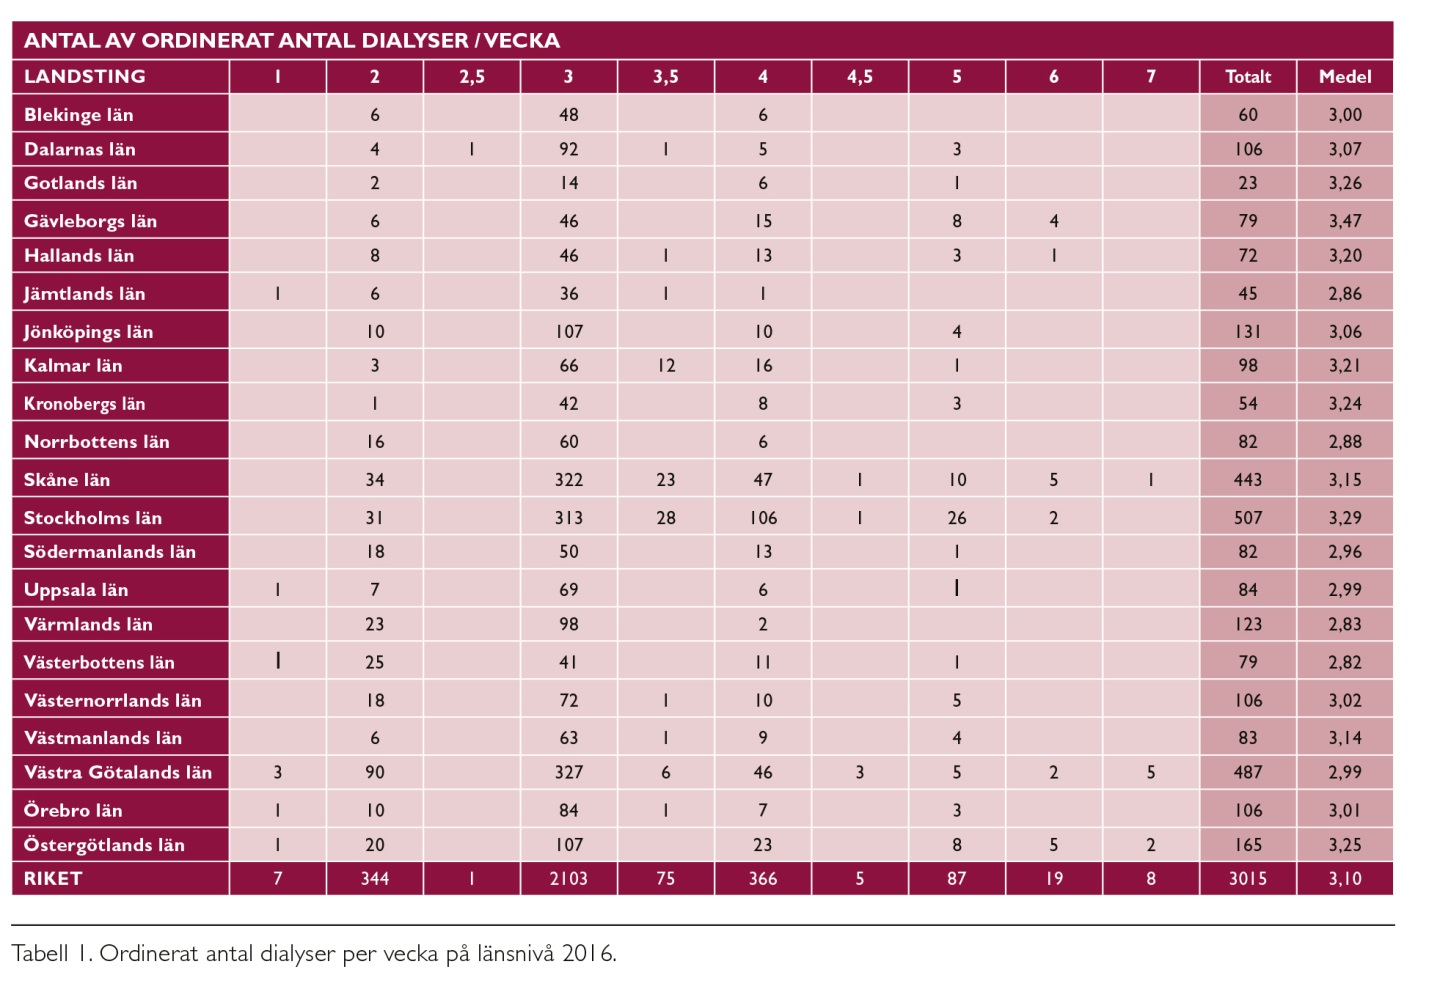 ANTAL AV ORDINERAT ANTAL DIALYSER / VECKA
LANDSTING 1 2 2,5 3 3,5 4 4,5 5 6 7 Totalt Medel
Blekinge län 6 48 6 60 3,00
Dalarnas län 4 1 92 1 5 3 106 3,07
Gotlands län 2 14 6 1 23 3,26
Gävleborgs län 6 46 15 8 4 79 3,47
Hallands län 8 46 1 13 3 1 72 3,20
Jämtlands län 1 6 36 1 1 45 2,86
Jönköpings län 10 107 10 4 131 3,06
Kalmar län 3 66 12 16 1 98 3,21
Kronobergs län 1 42 8 3 54 3,24
Norrbottens län 16 60 6 82 2,88
Skåne län 34 322 23 47 1 10 5 1 443 3,15
Stockholms län 31 313 28 106 1 26 2 507 3,29
Södermanlands län 18 50 13 1 82 2,96
Uppsala län 1 7 69 6 1 84 2,99
Värmlands län 23 98 2 123 2,83
Västerbottens län 1 25 41 11 1 79 2,82
Västernorrlands län 18 72 1 10 5 106 3,02
Västmanlands län 6 63 1 9 4 83 3,14
Västra Götalands län 3 90 327 6 46 3 5 2 5 487 2,99
Örebro län 1 10 84 1 7 3 106 3,01
Östergötlands län 1 20 107 23 8 5 2 165 3,25
RIKET 7 344 1 2103 75 366 5 87 19 8 3015 3,10
Tabell 1. Ordinerat antal dialyser per vecka på länsnivå 2016.